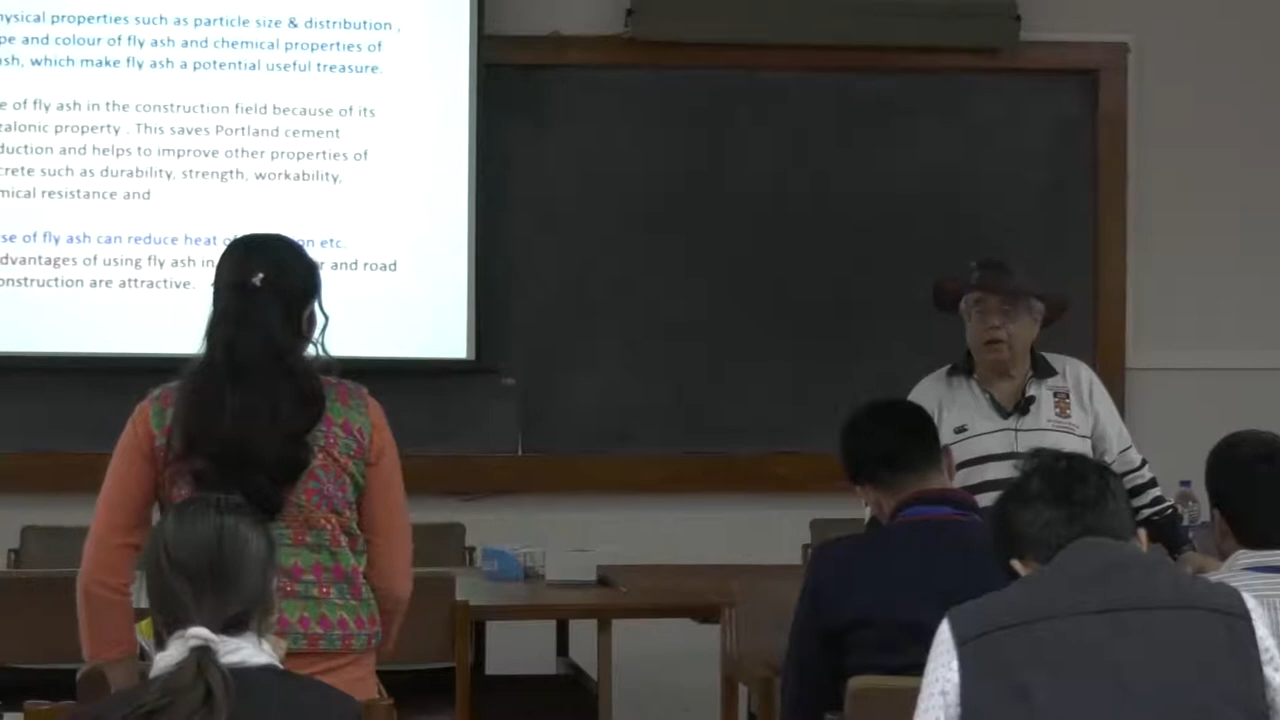 hysical properties such as particle size & distribution ,
pe and colour of fly ash and chemical properties of
ash, which make fly ash a potential useful treasure.
e of fly ash in the construction field because of its
zalonic property . This saves Portland cement
duction and helps to improve other properties of
crete such as durability, strength, workability,
mical resistance and
se of fly ash can reduce heat of on etc.
dvantages of using fly ash in r and road
onstruction are attractive.